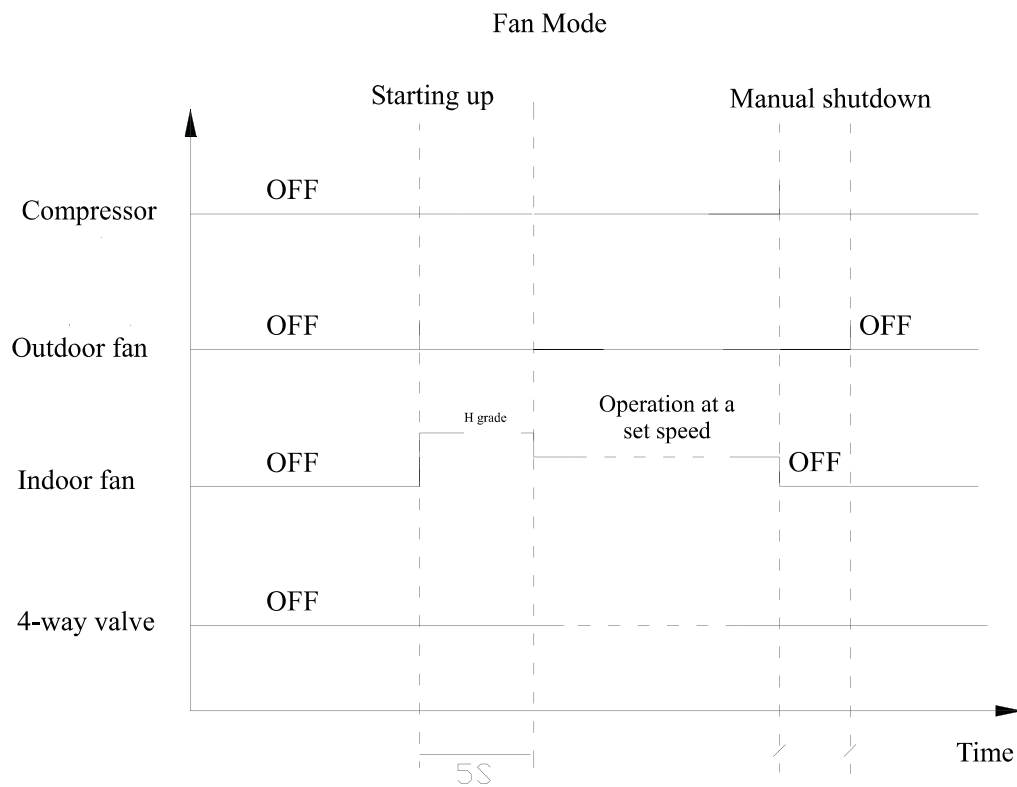 Fan Mode
Starting up
Manual shutdown
OFF
Compressor
OFF
OFF
Outdoor fan
H grade
Operation at a
set speed
OFF
OFF
Indoor fan
OFF
4-way valve
Time
5S